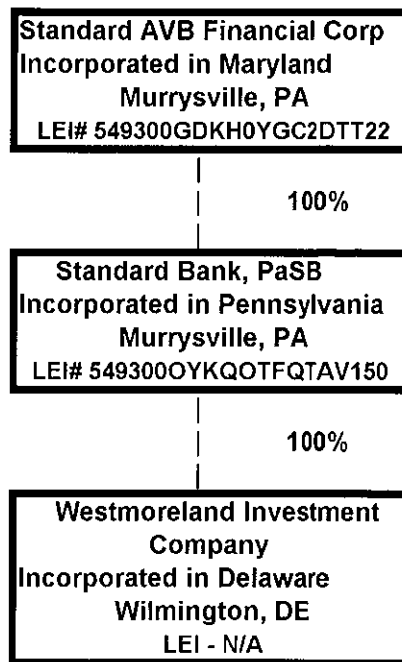 Standard AVB Financial Corp
Incorporated in Maryland
Murrysville, PA
LEI# 549300GDKH0YGC2DTT22
100%
Standard Bank, PaSB
Incorporated in Pennsylvania
Murrysville, PA
LEI# 549300OYKQOTFQTAV150
100%
Westmoreland Investment
Company
Incorporated in Delaware
Wilmington, DE
LEI - N/A